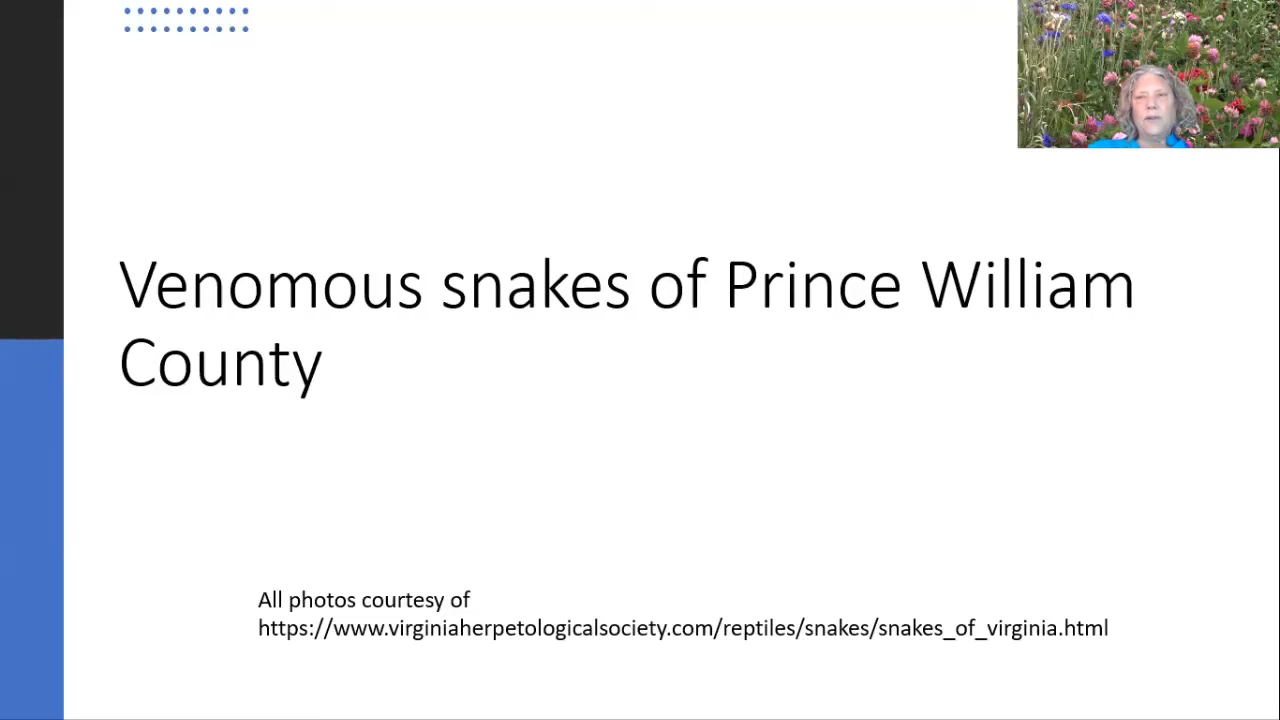 Venomous snakes of Prince William
County
All photos courtesy of
https://www.virginiaherpetologicalsociety.com/reptiles/snakes/snakes_of_virginia.html